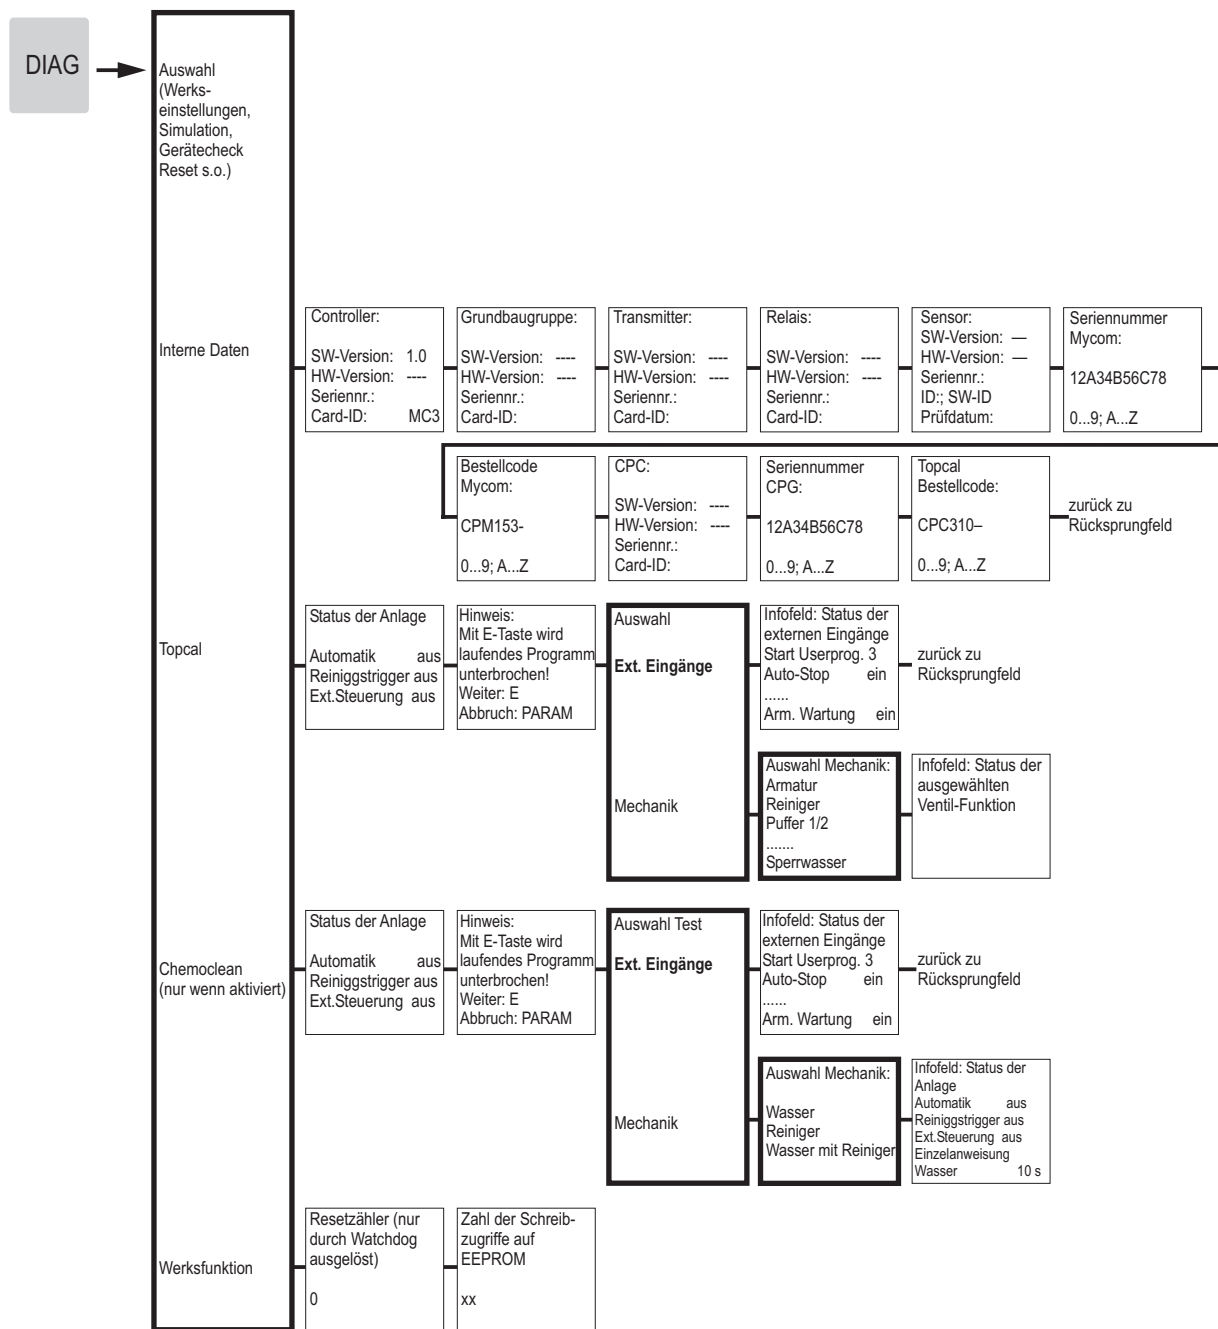 DIAG
Auswahl
(Werks-
einstellungen,
Simulation,
Gerätecheck
Reset s.o.)
Interne Daten
Controller:
SW-Version: 1.0
HW-Version: ----
Seriennr.:
Card-ID: MC3
Grundbaugruppe:
SW-Version: ----
HW-Version: ----
Seriennr.:
Card-ID:
Transmitter:
SW-Version: ----
HW-Version: ----
Seriennr.:
Card-ID:
Relais:
SW-Version: ----
HW-Version: ----
Seriennr.:
Card-ID:
Sensor:
SW-Version: —
HW-Version: —
Seriennr.:
ID:; SW-ID
Prüfdatum:
Seriennummer
Mycom:
12A34B56C78
0...9; A...Z
Bestellcode
Mycom:
CPM153-
0...9; A...Z
CPC:
SW-Version: ----
HW-Version: ----
Seriennr.:
Card-ID:
Seriennummer
CPG:
12A34B56C78
0...9; A...Z
Topcal
Bestellcode:
CPC310–
0...9; A...Z
zurück zu
Rücksprungfeld
Topcal
Status der Anlage
Automatik aus
Reiniggstrigger aus
Ext.Steuerung aus
Hinweis:
Mit E-Taste wird
laufendes Programm
unterbrochen!
Weiter: E
Abbruch: PARAM
Auswahl
Ext. Eingänge
Mechanik
Infofeld: Status der
externen Eingänge
Start Userprog. 3
Auto-Stop ein
......
Arm. Wartung ein
zurück zu
Rücksprungfeld
Auswahl Mechanik:
Armatur
Reiniger
Puffer 1/2
.......
Sperrwasser
Infofeld: Status der
ausgewählten
Ventil-Funktion
Chemoclean
(nur wenn aktiviert)
Status der Anlage
Automatik aus
Reiniggstrigger aus
Ext.Steuerung aus
Hinweis:
Mit E-Taste wird
laufendes Programm
unterbrochen!
Weiter: E
Abbruch: PARAM
Auswahl Test
Ext. Eingänge
Mechanik
Infofeld: Status der
externen Eingänge
Start Userprog. 3
Auto-Stop ein
......
Arm. Wartung ein
zurück zu
Rücksprungfeld
Auswahl Mechanik:
Wasser
Reiniger
Wasser mit Reiniger
Infofeld: Status der
Anlage
Automatik aus
Reiniggstrigger aus
Ext.Steuerung aus
Einzelanweisung
Wasser 10 s
Werksfunktion
Resetzähler (nur
durch Watchdog
ausgelöst)
0
Zahl der Schreib-
zugriffe auf
EEPROM
xx